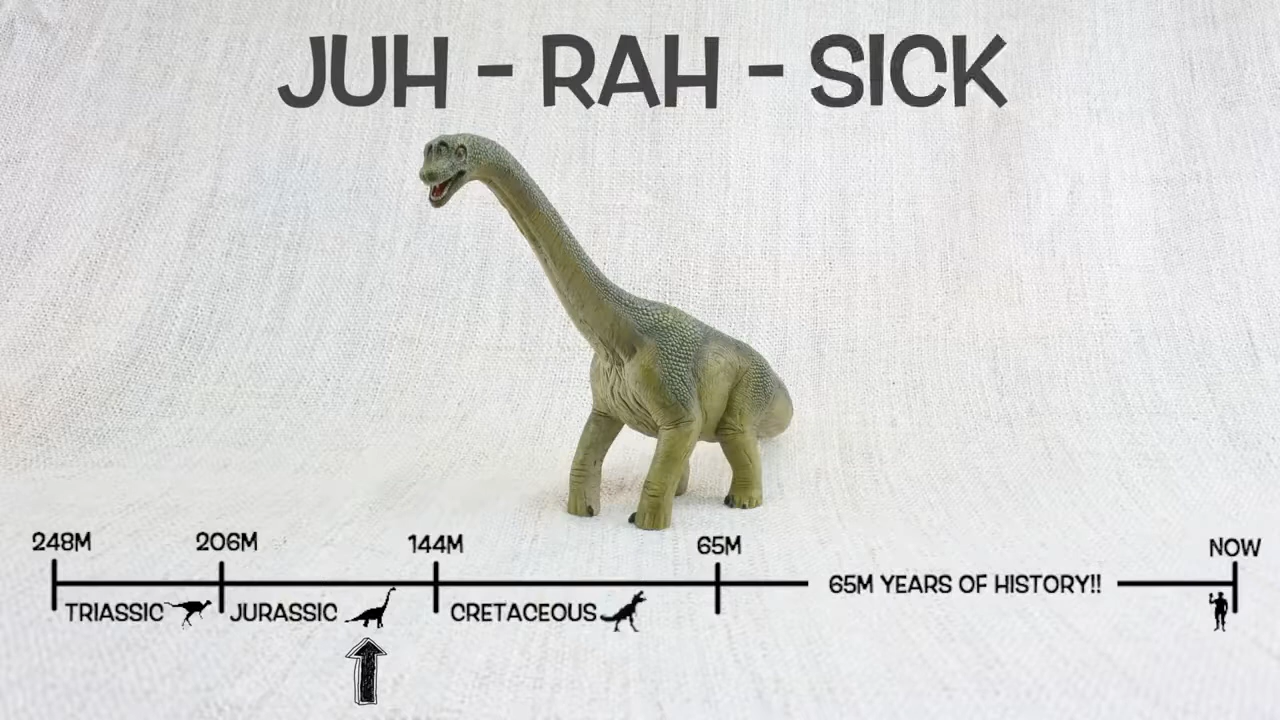 JUH - RAH - SICK
248M 206M 144M 65M NOW
65M YEARS OF HISTORY!!
TRIASSIC JURASSIC CRETACEOUS